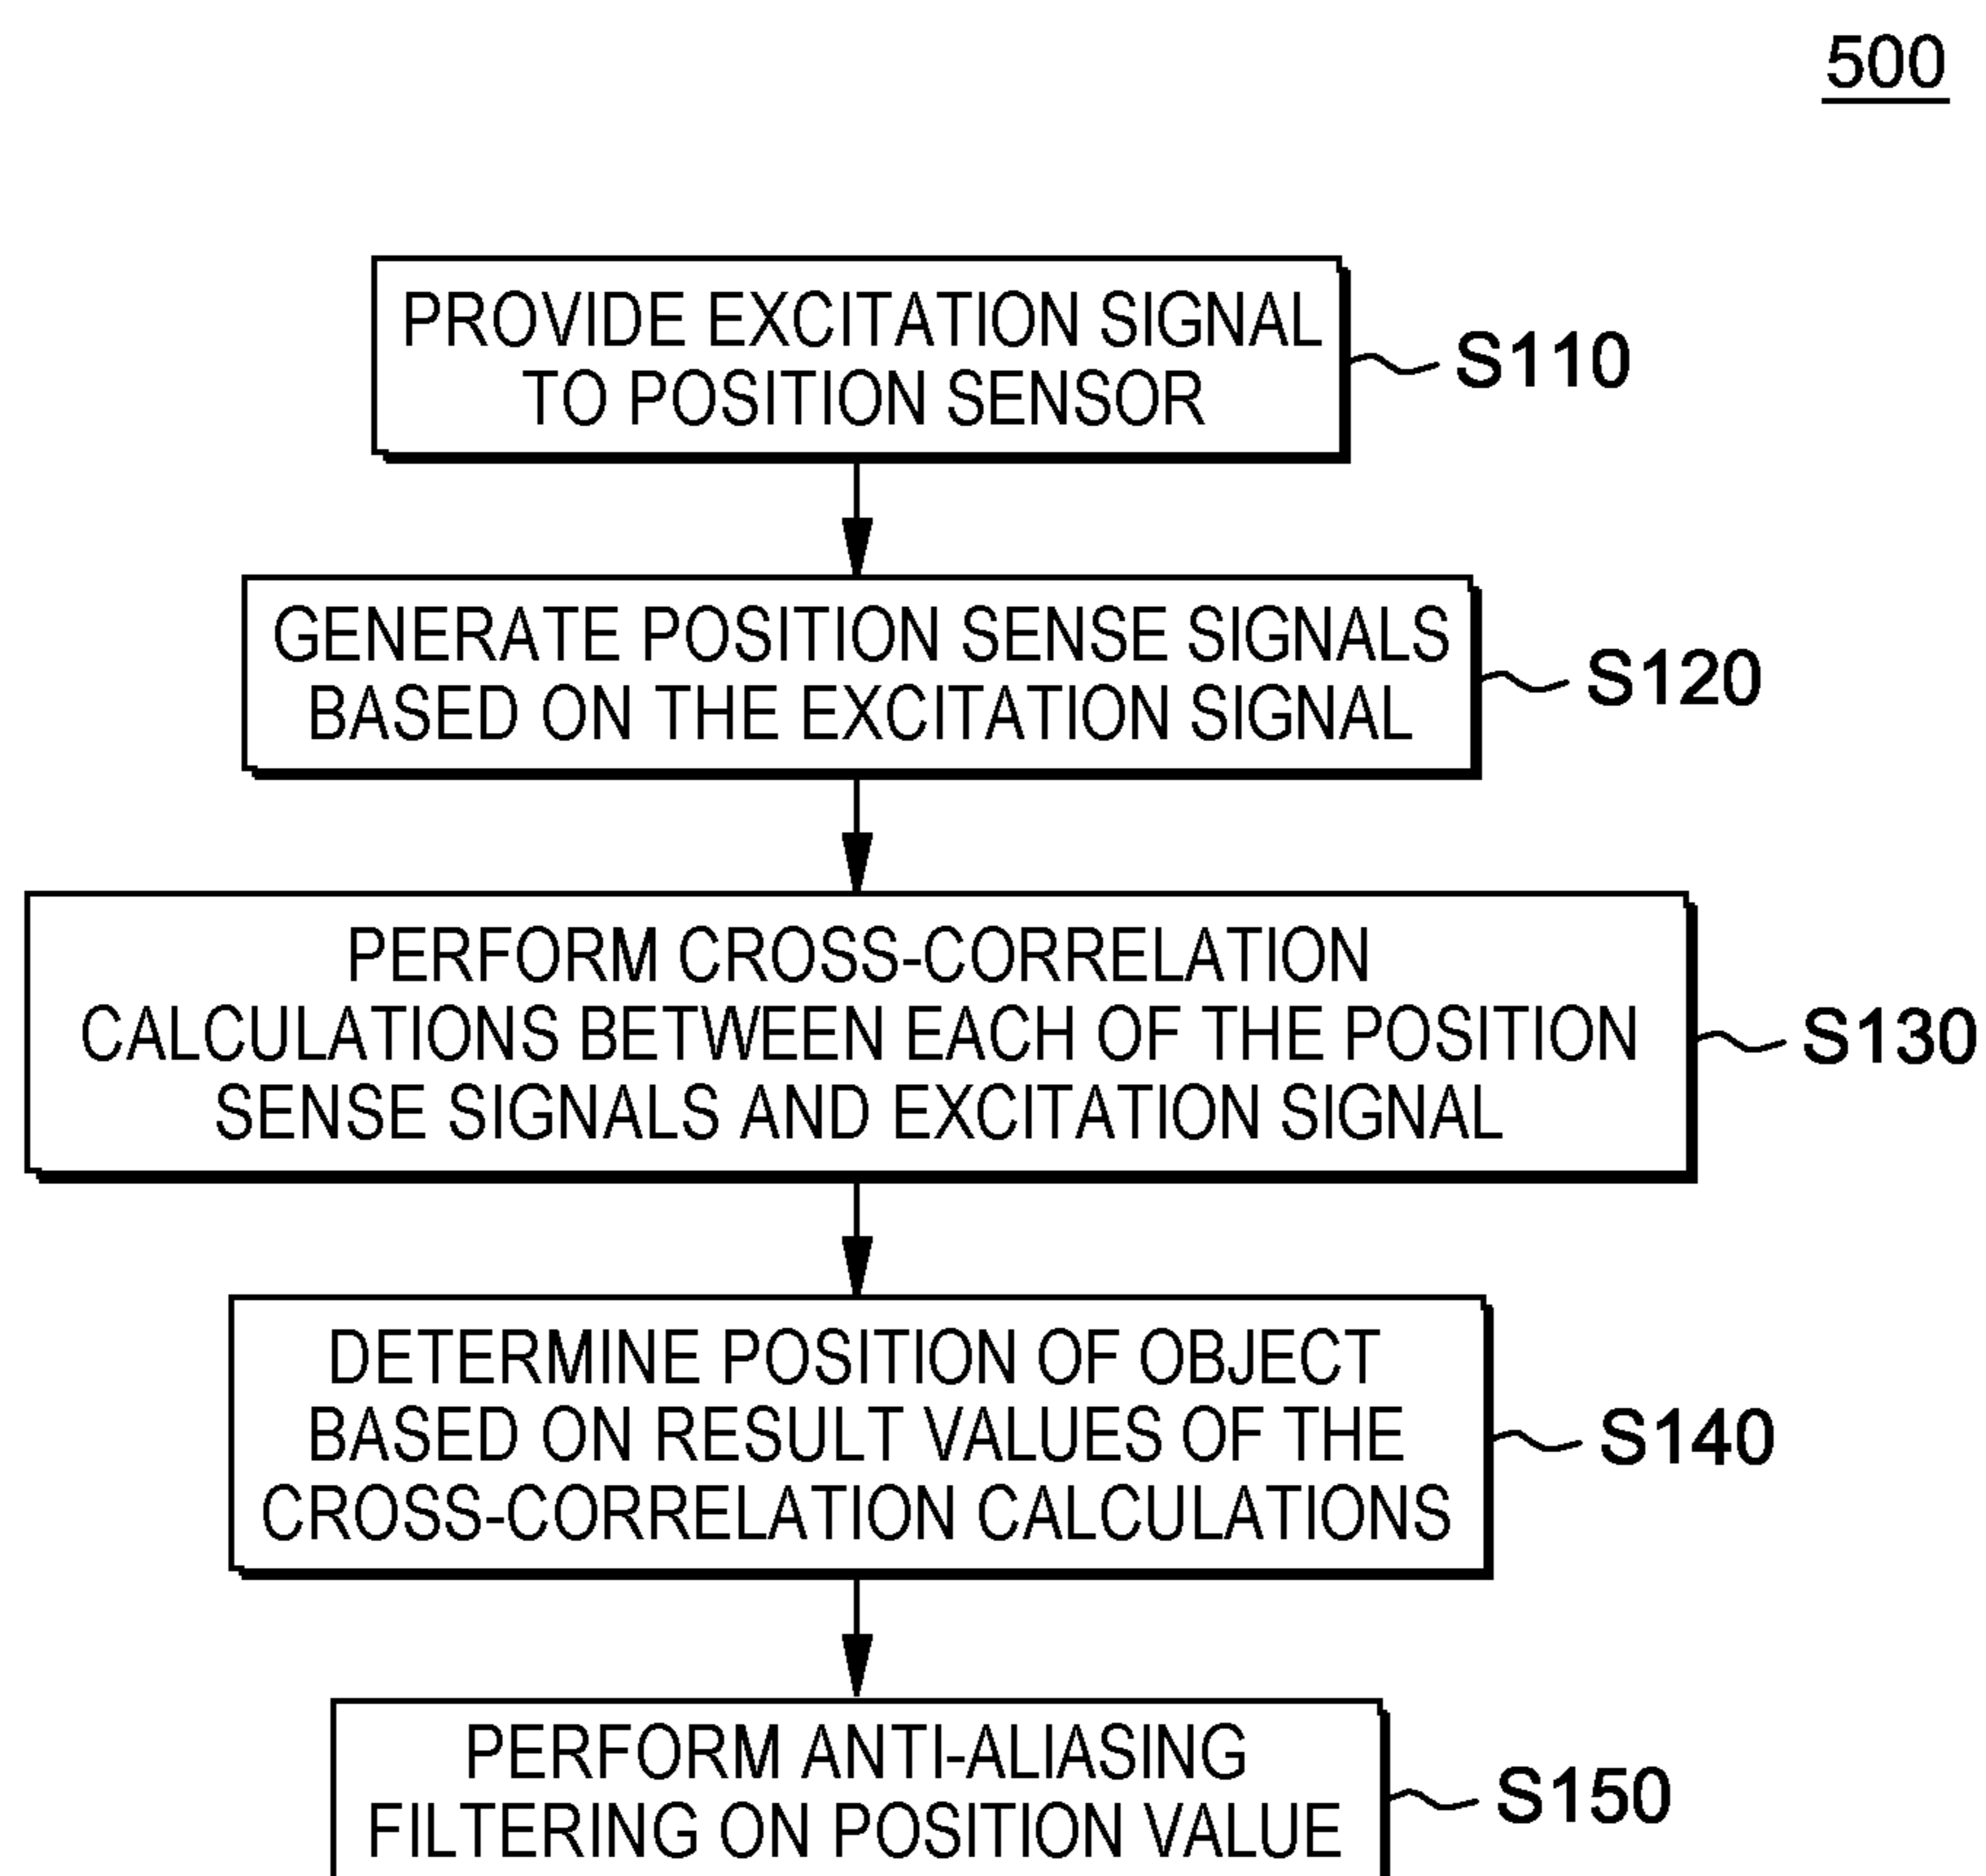 500
PROVIDE EXCITATION SIGNAL
TO POSITION SENSOR
S110
GENERATE POSITION SENSE SIGNALS
BASED ON THE EXCITATION SIGNAL
S120
PERFORM CROSS-CORRELATION
CALCULATIONS BETWEEN EACH OF THE POSITION
SENSE SIGNALS AND EXCITATION SIGNAL
S130
DETERMINE POSITION OF OBJECT
BASED ON RESULT VALUES OF THE
CROSS-CORRELATION CALCULATIONS
S140
PERFORM ANTI-ALIASING
FILTERING ON POSITION VALUE
S150